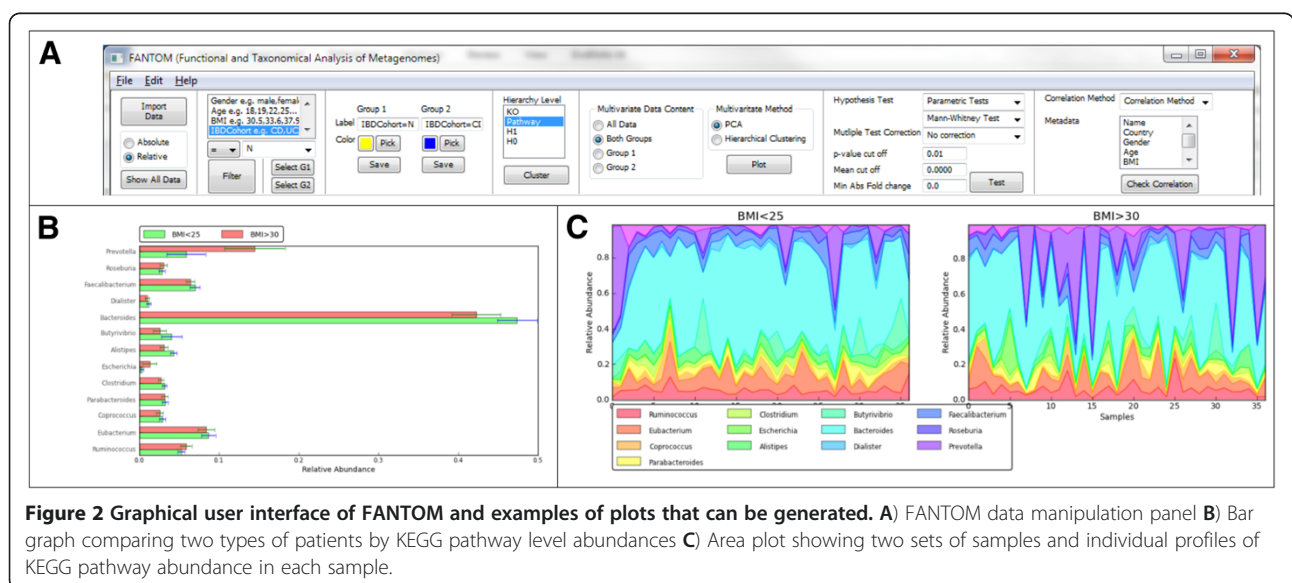 A
FANTOM (Functional and Taxonomical Analysis of Metagenomes)
File Edit Help
Import Data
Absolute
Relative
Show All Data
Gender e.g. male,femal
Age e.g. 18,19,22,25...
BMI e.g. 30.5,33.6,37.9
IBDCohort e.g. CD,UC
=
N
Filter
Select G1
Select G2
Group 1
Group 2
Label
IBDCohort=N
IBDCohort=CI
Color
Pick
Pick
Save
Save
Hierarchy Level
KO
Pathway
H1
H0
Cluster
Multivariate Data Content
All Data
Both Groups
Group 1
Group 2
Multivaritate Method
PCA
Hierarchical Clustering
Plot
Hypothesis Test
Parametric Tests
Mann-Whitney Test
Mutliple Test Correction
No correction
p-value cut off
0.01
Mean cut off
0.0000
Min Abs Fold change
0.0
Test
Correlation Method
Correlation Method
Metadata
Name
Country
Gender
Age
BMI
Check Correlation
B
BMI<25
BMI>30
Prevotella
Roseburia
Faecalibacterium
Dialister
Bacteroides
Butyrivibrio
Alistipes
Escherichia
Clostridium
Parabacteroides
Coprococcus
Eubacterium
Ruminococcus
0.0 0.1 0.2 0.3 0.4 0.5
Relative Abundance
C
BMI<25
Relative Abundance
0.8
0.6
0.4
0.2
0.0
BMI>30
Relative Abundance
0.8
0.6
0.4
0.2
0.0
0 5 10 15 20 25 30 35
Samples
Ruminococcus
Eubacterium
Coprococcus
Parabacteroides
Clostridium
Escherichia
Alistipes
Butyrivibrio
Bacteroides
Dialister
Faecalibacterium
Roseburia
Prevotella
Figure 2 Graphical user interface of FANTOM and examples of plots that can be generated. A) FANTOM data manipulation panel B) Bar
graph comparing two types of patients by KEGG pathway level abundances C) Area plot showing two sets of samples and individual profiles of
KEGG pathway abundance in each sample.